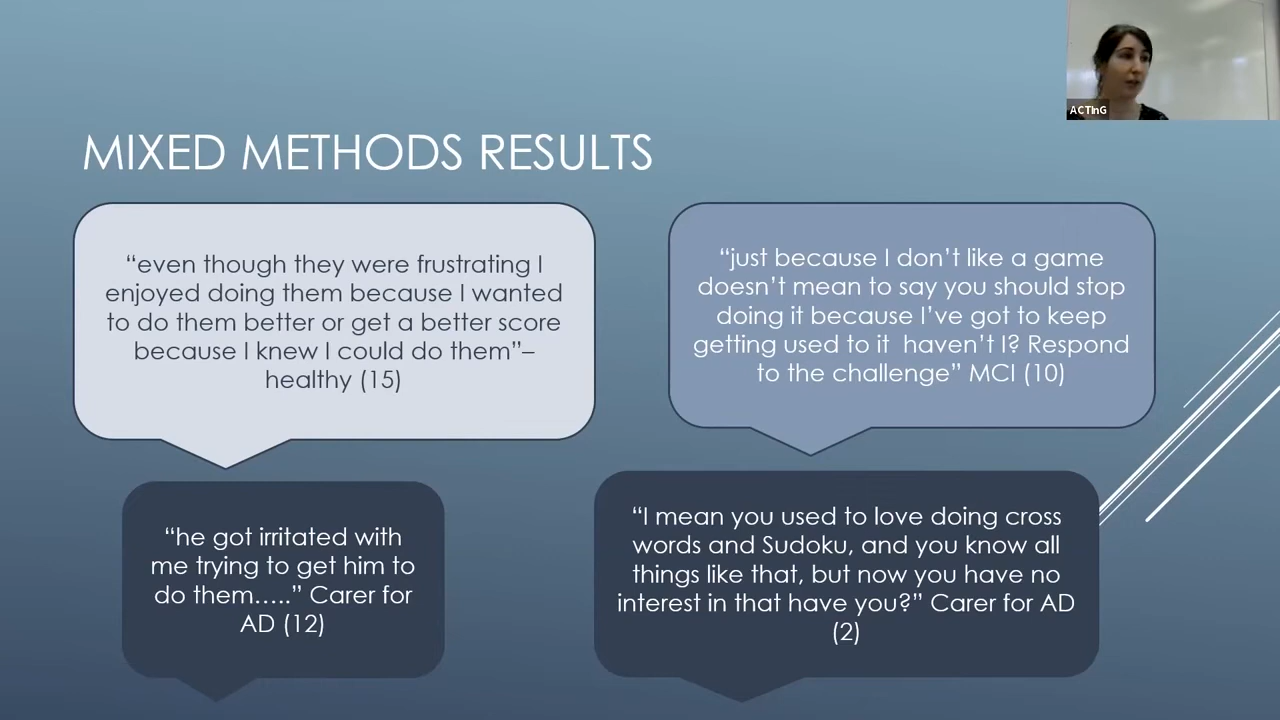 ACTInG
MIXED METHODS RESULTS
“even though they were frustrating I
enjoyed doing them because I wanted
to do them better or get a better score
because I knew I could do them”–
healthy (15)
“just because I don’t like a game
doesn’t mean to say you should stop
doing it because I’ve got to keep
getting used to it  haven’t I? Respond
to the challenge” MCI (10)
“he got irritated with
me trying to get him to
do them…..” Carer for
AD (12)
“I mean you used to love doing cross
words and Sudoku, and you know all
things like that, but now you have no
interest in that have you?” Carer for AD
(2)